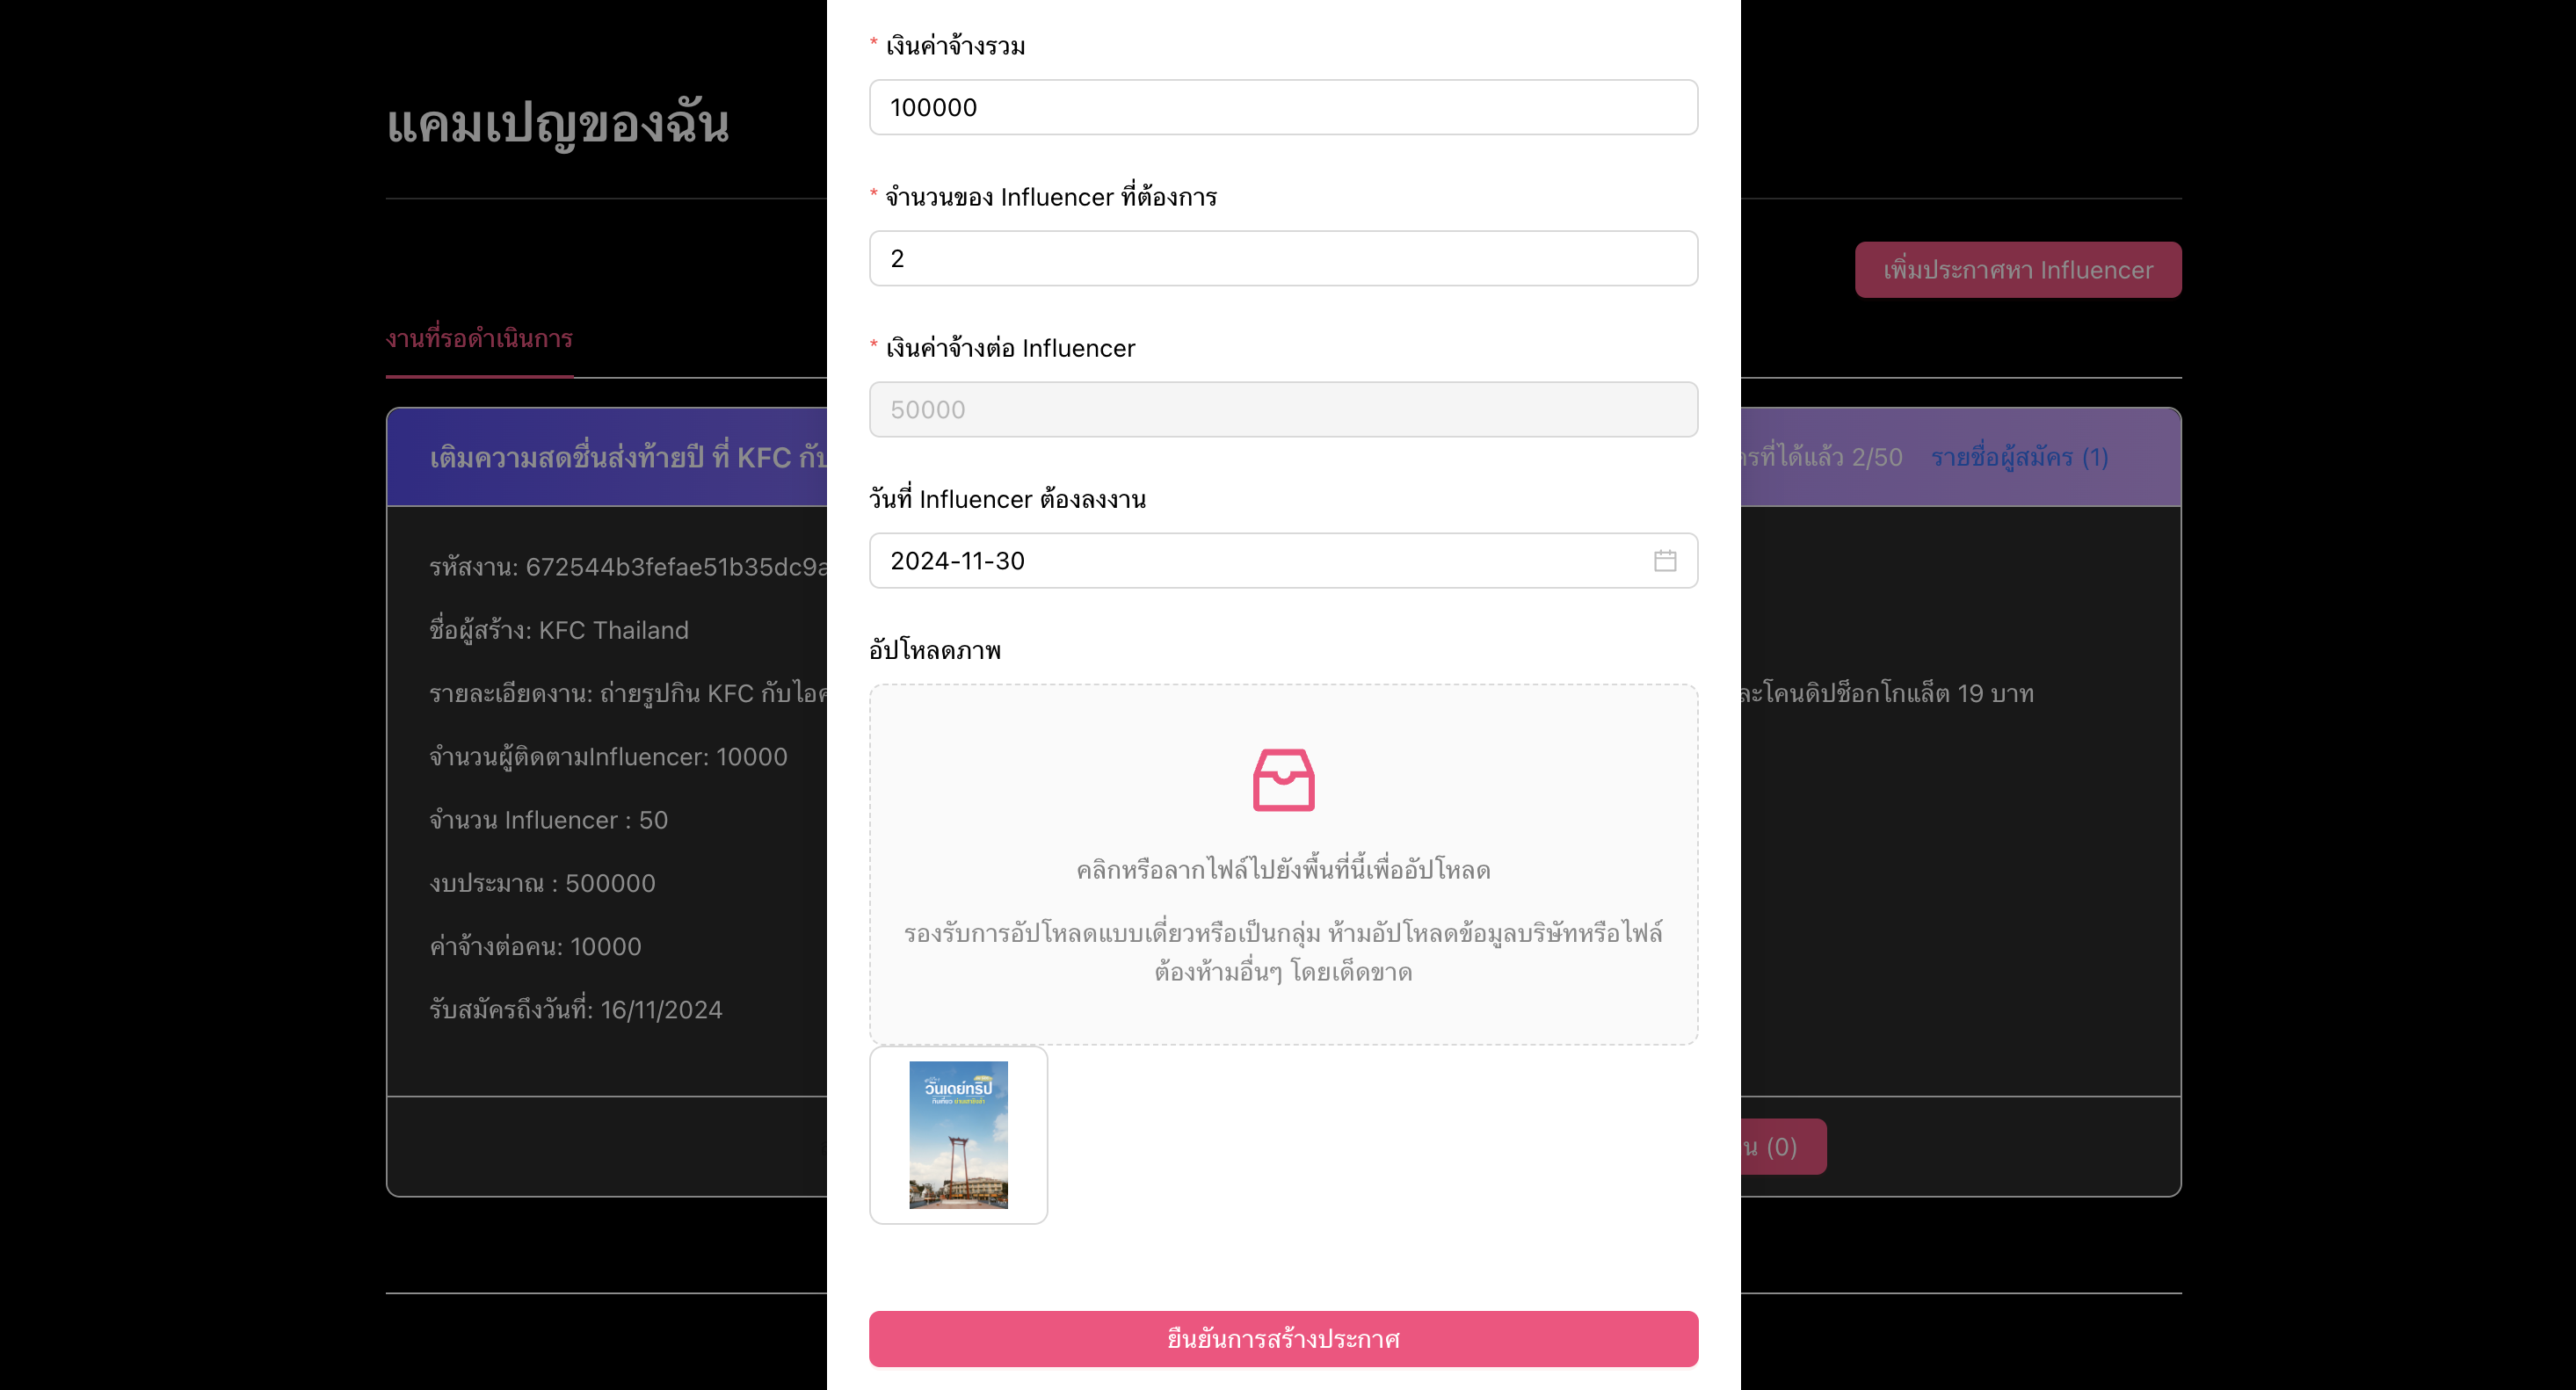 แคมเปญของฉัน
เพิ่มประกาศหา Influencer
งานที่รอดำเนินการ
เติมความสดชื่นส่งท้ายปี ที่ KFC กับ
รที่ได้แล้ว 2/50
รายชื่อผู้สมัคร (1)
รหัสงาน: 672544b3fefae51b35dc9a
ชื่อผู้สร้าง: KFC Thailand
รายละเอียดงาน: ถ่ายรูปกิน KFC กับไอ
ละโคนดิปช็อกโกแล็ต 19 บาท
จำนวนผู้ติดตามInfluencer: 10000
จำนวน Influencer : 50
งบประมาณ : 500000
ค่าจ้างต่อคน: 10000
รับสมัครถึงวันที่: 16/11/2024
น (0)
* เงินค่าจ้างรวม
100000
* จำนวนของ Influencer ที่ต้องการ
2
* เงินค่าจ้างต่อ Influencer
50000
วันที่ Influencer ต้องลงงาน
2024-11-30
อัปโหลดภาพ
คลิกหรือลากไฟล์ไปยังพื้นที่นี้เพื่ออัปโหลด
รองรับการอัปโหลดแบบเดี่ยวหรือเป็นกลุ่ม ห้ามอัปโหลดข้อมูลบริษัทหรือไฟล์
ต้องห้ามอื่นๆ โดยเด็ดขาด
วันเดย์ทริป
ยืนยันการสร้างประกาศ